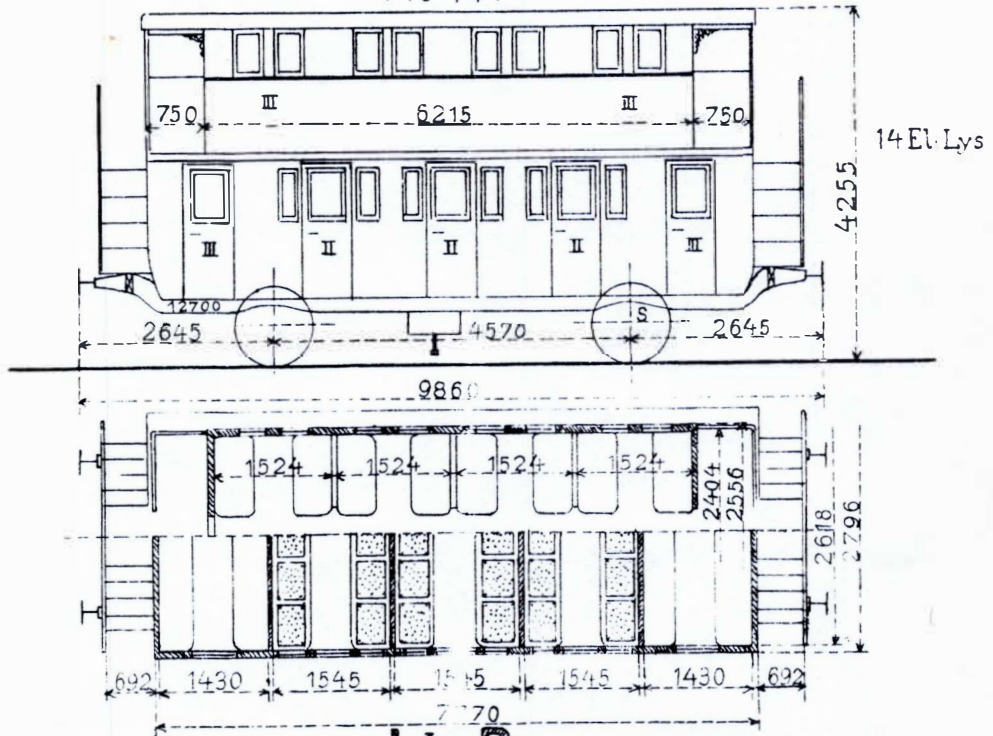 III III
750 6215 750
14 El. Lys
4255
III II II II III
12700 S
2645 4570 2645
9860
1524 1524 1524 1524
2404
2556
2618
2796
692 1430 1545 1545 1430 692